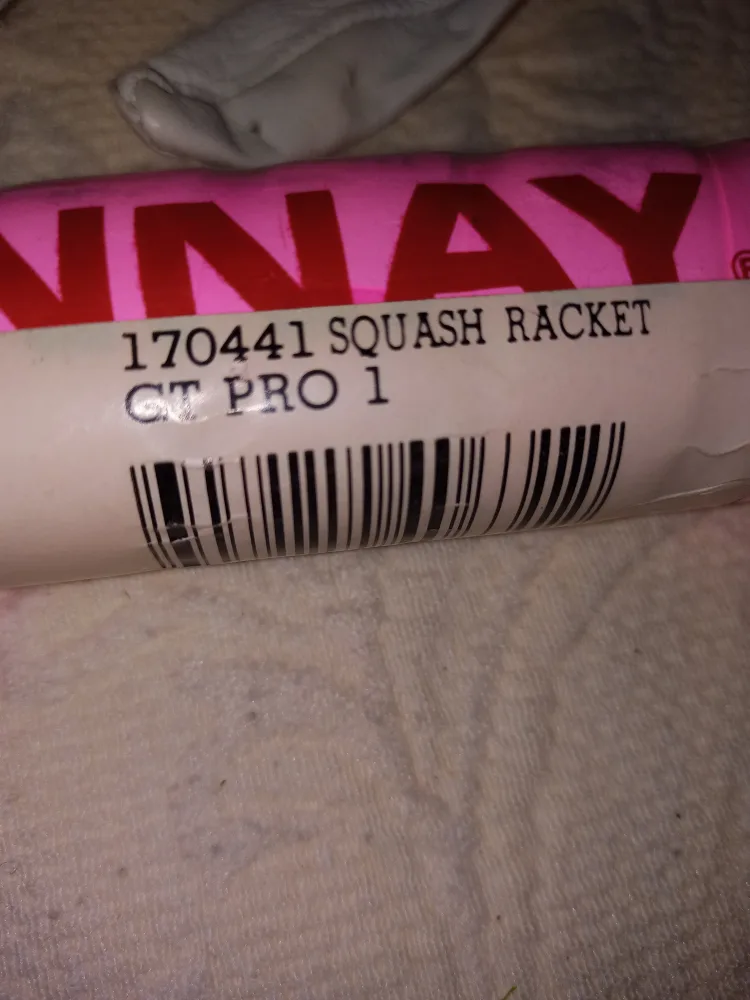 NNAY®
170441 SQUASH RACKET
GT PRO 1